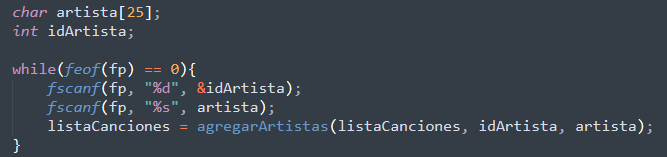 char artista[25];
int idArtista;

while(feof(fp) == 0){
    fscanf(fp, "%d", &idArtista);
    fscanf(fp, "%s", artista);
    listaCanciones = agregarArtistas(listaCanciones, idArtista, artista);
}